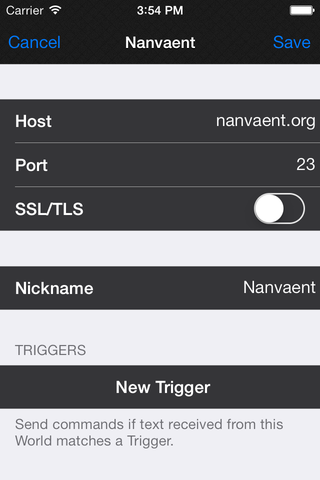 Carrier 3:54 PM
Cancel Nanvaent Save
Host nanvaent.org
Port 23
SSL/TLS
Nickname Nanvaent
TRIGGERS
New Trigger
Send commands if text received from this
World matches a Trigger.